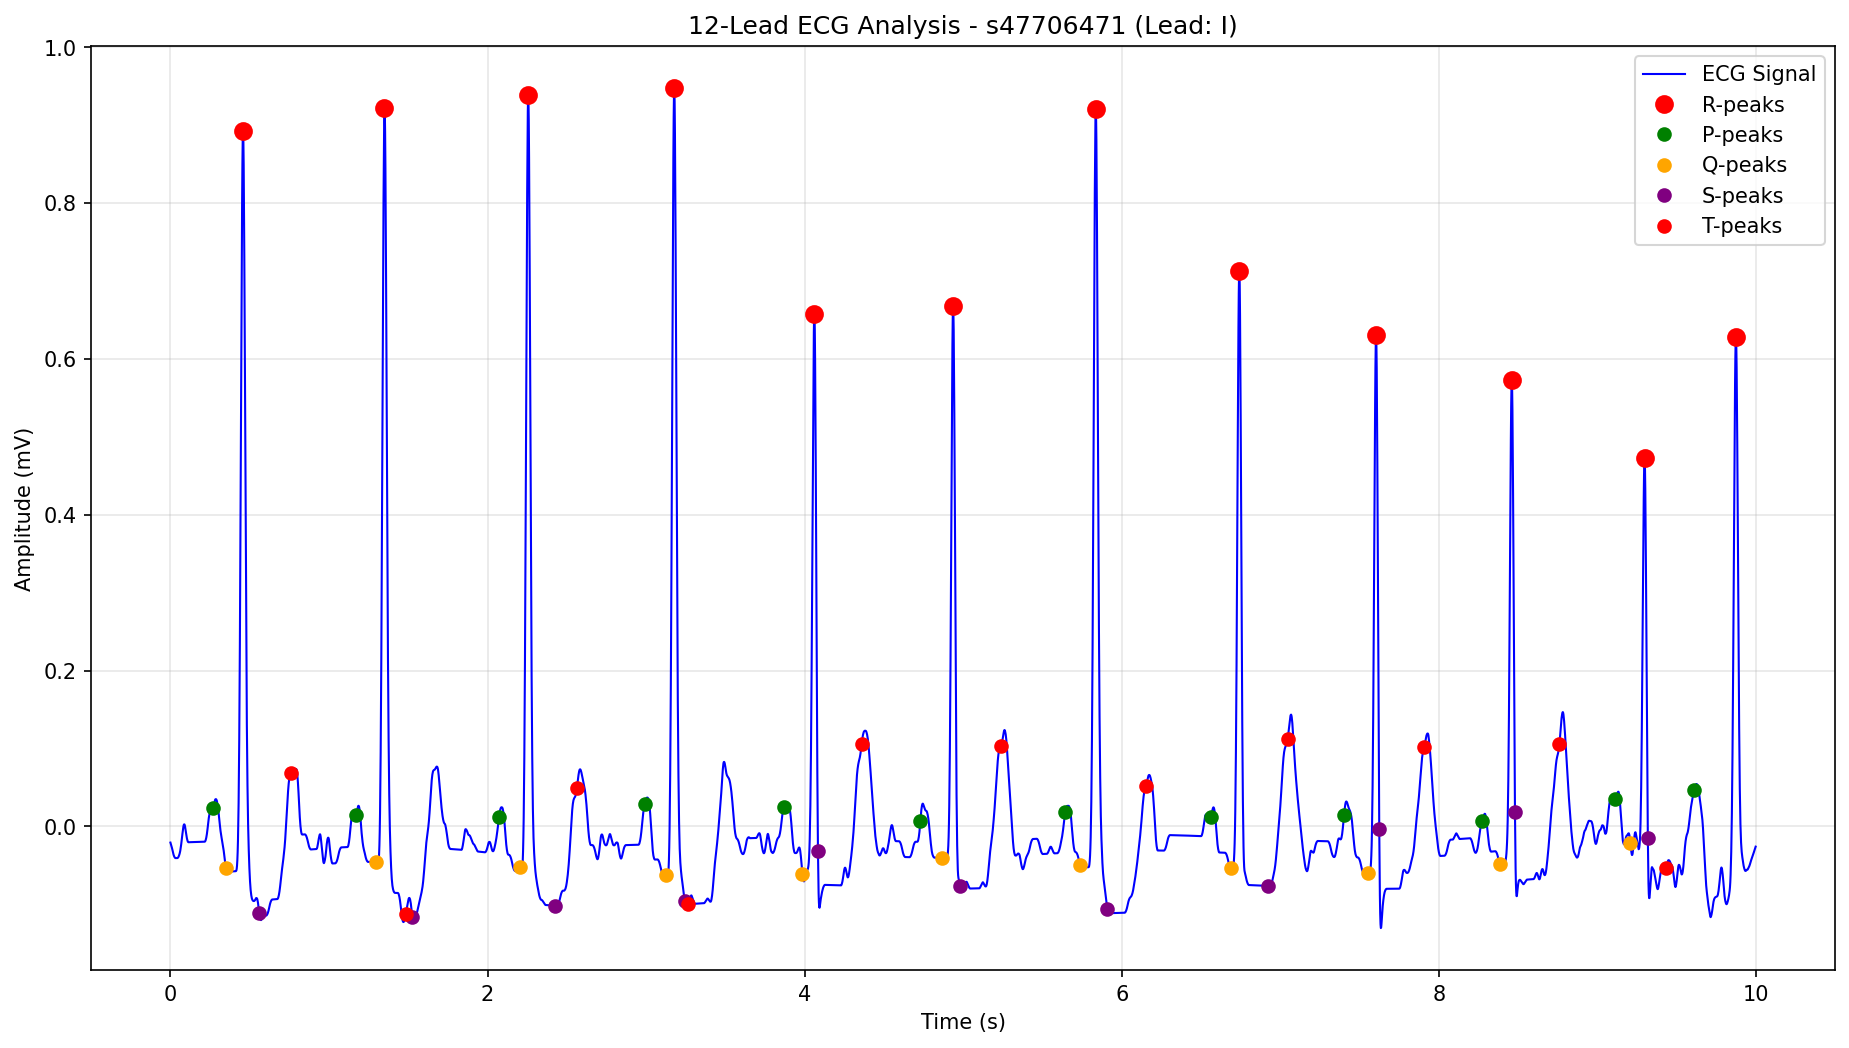 12-Lead ECG Analysis - s47706471 (Lead: I)
ECG Signal
R-peaks
P-peaks
Q-peaks
S-peaks
T-peaks
Amplitude (mV)
1.0
0.8
0.6
0.4
0.2
0.0
0 2 4 6 8 10
Time (s)